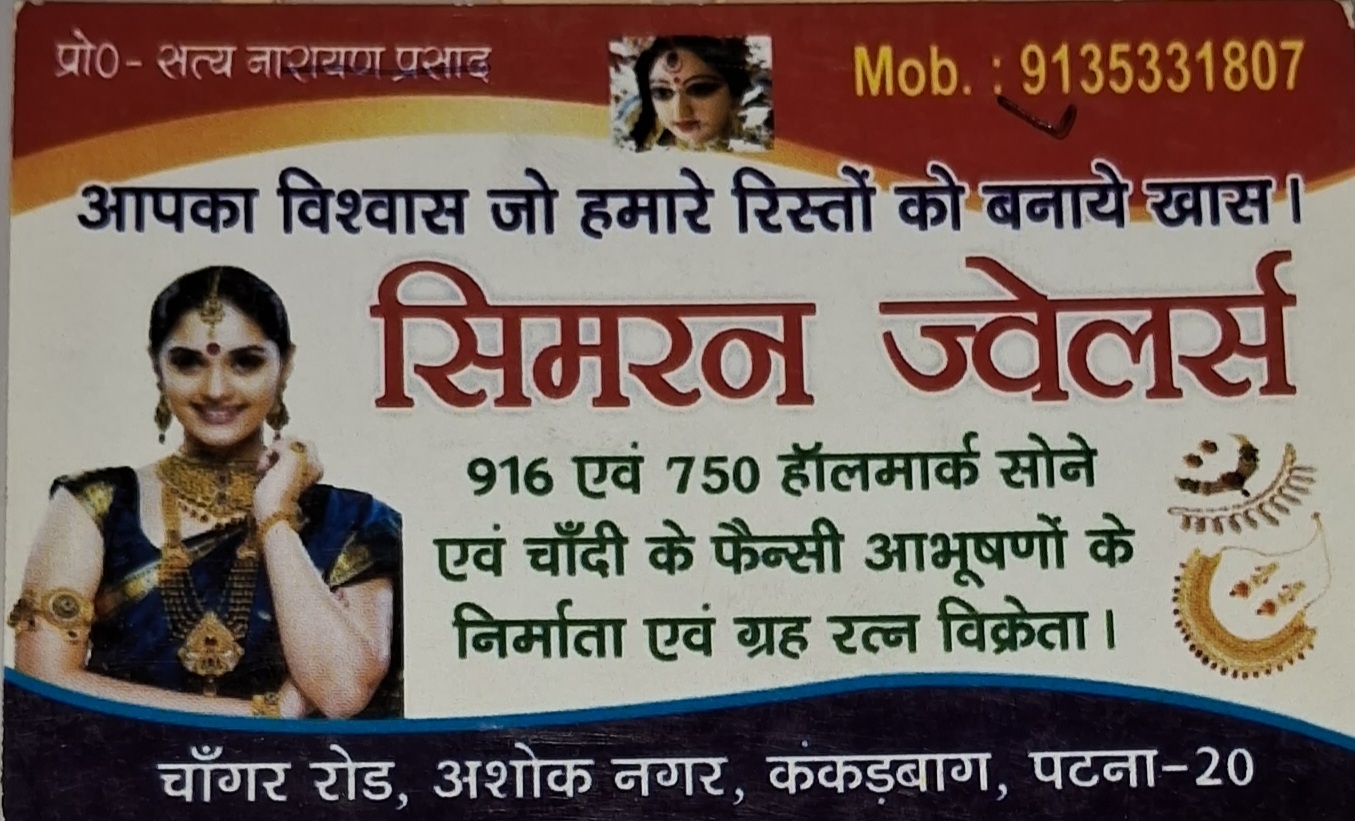 प्रो0- सत्य नारायण प्रसाद
Mob. : 9135331807
आपका विश्वास जो हमारे रिस्तों को बनाये खास।
सिमरन ज्वेलर्स
916 एवं 750 हॉलमार्क सोने
एवं चाँदी के फैन्सी आभूषणों के
निर्माता एवं ग्रह रत्न विक्रेता।
चाँगर रोड, अशोक नगर, कंकड़बाग, पटना-20